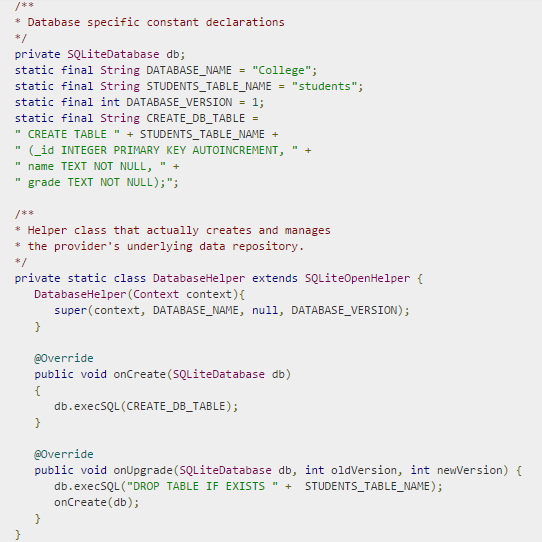 /**
* Database specific constant declarations
*/
private SQLiteDatabase db;
static final String DATABASE_NAME = "College";
static final String STUDENTS_TABLE_NAME = "students";
static final int DATABASE_VERSION = 1;
static final String CREATE_DB_TABLE =
" CREATE TABLE " + STUDENTS_TABLE_NAME +
" (_id INTEGER PRIMARY KEY AUTOINCREMENT, " +
" name TEXT NOT NULL, " +
" grade TEXT NOT NULL);";

/**
* Helper class that actually creates and manages
* the provider's underlying data repository.
*/
private static class DatabaseHelper extends SQLiteOpenHelper {
   DatabaseHelper(Context context){
      super(context, DATABASE_NAME, null, DATABASE_VERSION);
   }

   @Override
   public void onCreate(SQLiteDatabase db)
   {
      db.execSQL(CREATE_DB_TABLE);
   }

   @Override
   public void onUpgrade(SQLiteDatabase db, int oldVersion, int newVersion) {
      db.execSQL("DROP TABLE IF EXISTS " +  STUDENTS_TABLE_NAME);
      onCreate(db);
   }
}